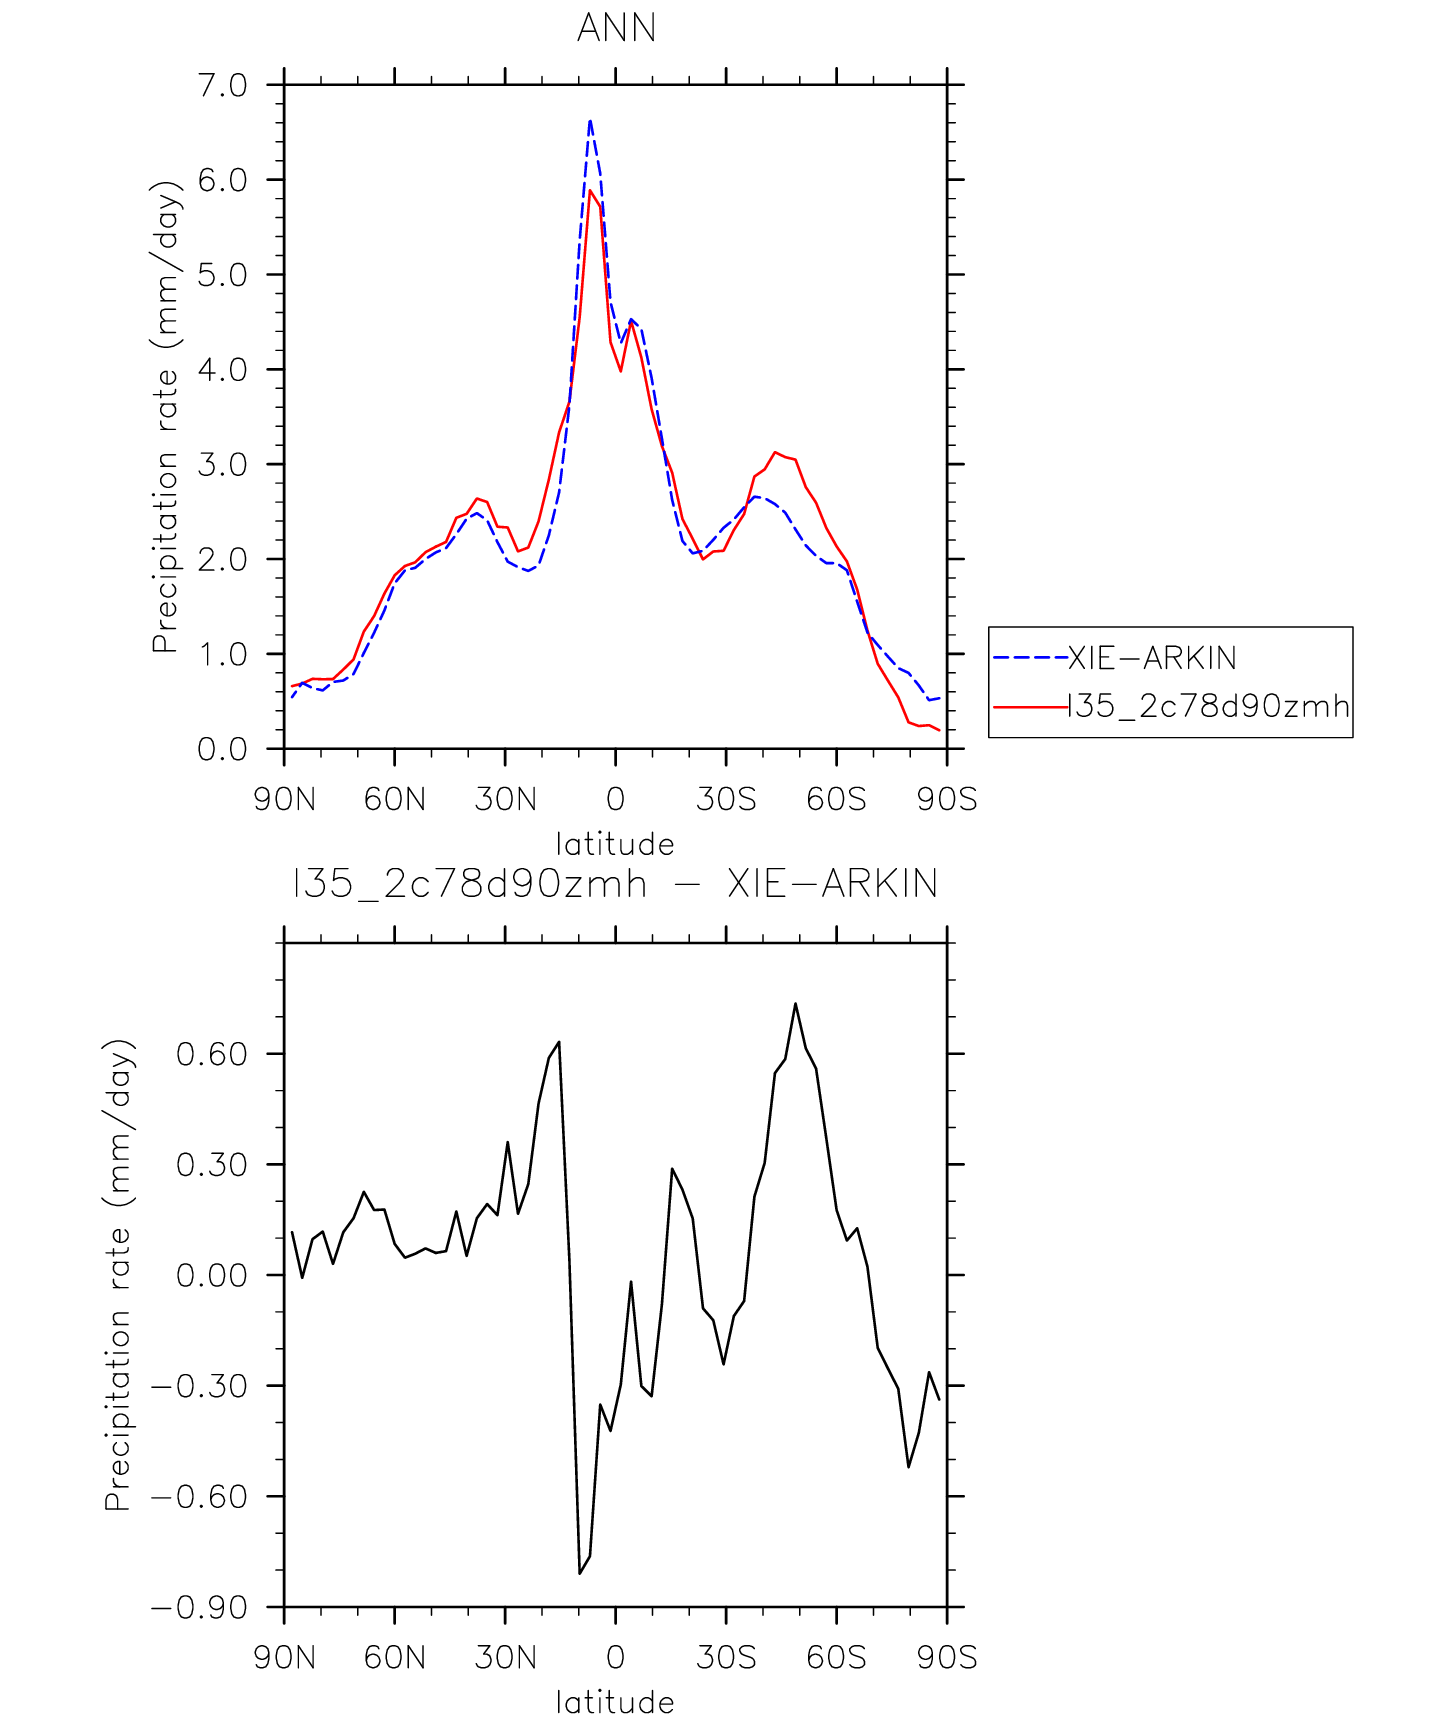 ANN
7.0
6.0
5.0
4.0
3.0
2.0
1.0
0.0
Precipitation rate (mm/day)
90N 60N 30N 0 30S 60S 90S
latitude
XIE−ARKIN
I35_2c78d90zmh
I35_2c78d90zmh − XIE−ARKIN
0.60
0.30
0.00
−0.30
−0.60
−0.90
Precipitation rate (mm/day)
90N 60N 30N 0 30S 60S 90S
latitude